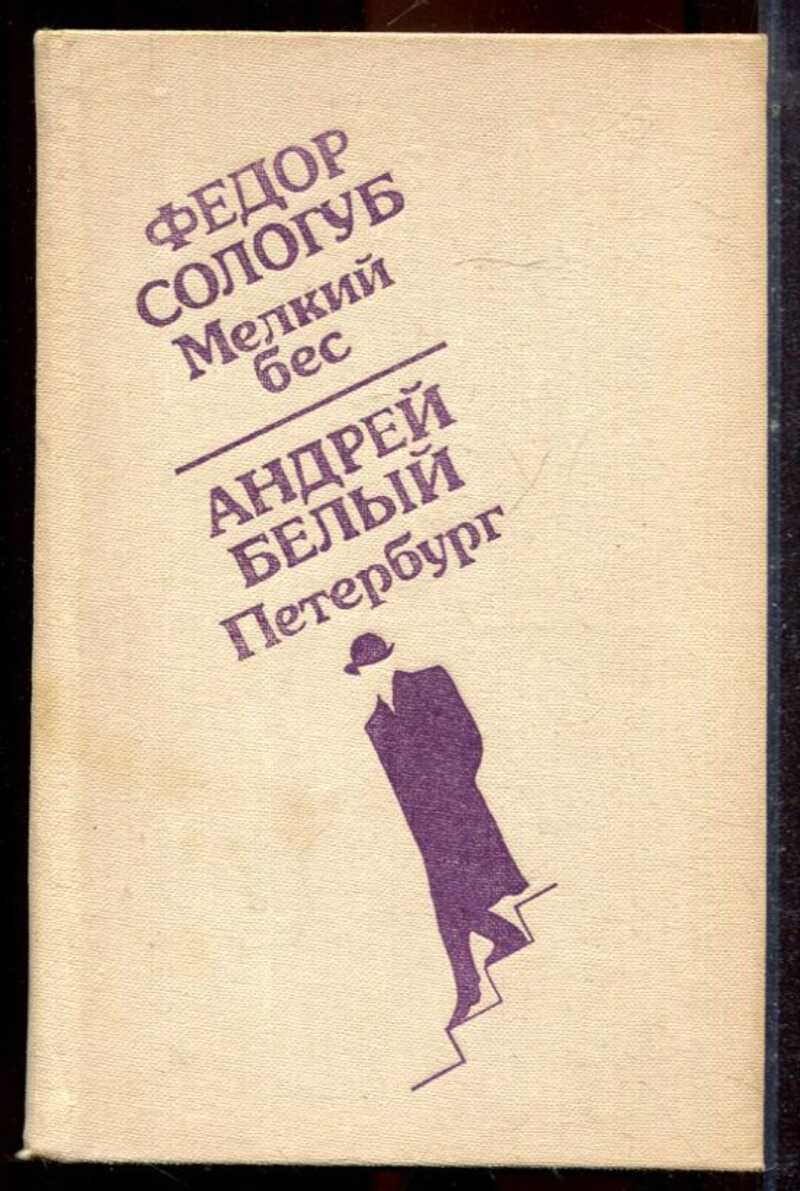 ФЕДОР
СОЛОГУБ
Мелкий
бес
АНДРЕЙ
БЕЛЫЙ
Петербург